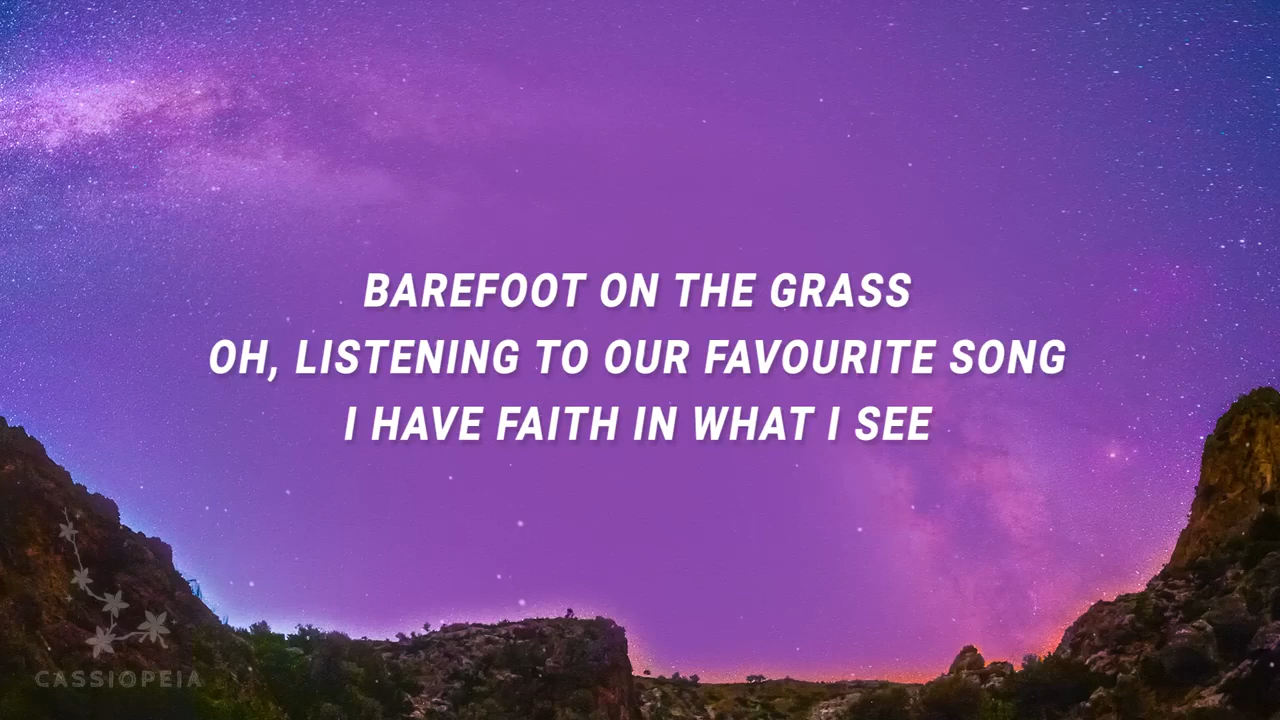 BAREFOOT ON THE GRASS
OH, LISTENING TO OUR FAVOURITE SONG
I HAVE FAITH IN WHAT I SEE
CASSIOPEIA